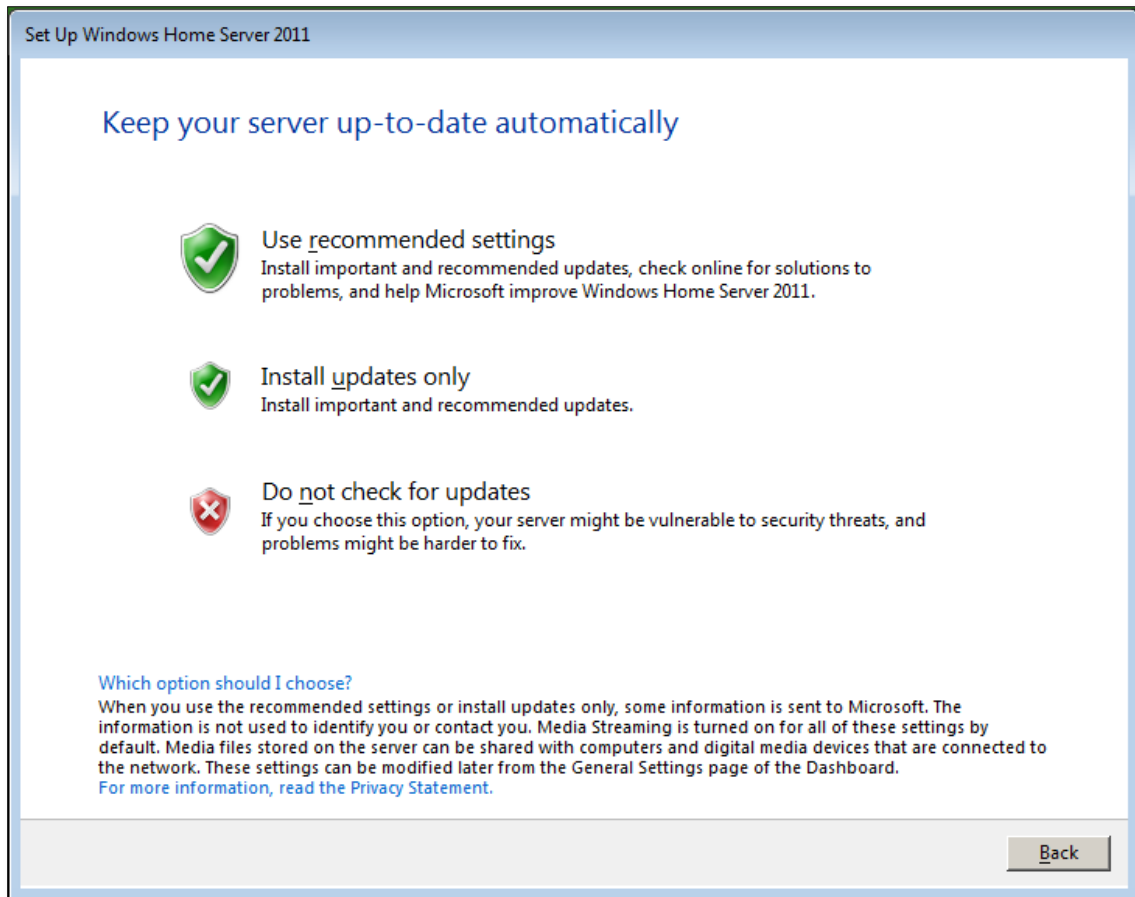 Set Up Windows Home Server 2011
Keep your server up-to-date automatically
Use recommended settings
Install important and recommended updates, check online for solutions to
problems, and help Microsoft improve Windows Home Server 2011.
Install updates only
Install important and recommended updates.
Do not check for updates
If you choose this option, your server might be vulnerable to security threats, and
problems might be harder to fix.
Which option should I choose?
When you use the recommended settings or install updates only, some information is sent to Microsoft. The
information is not used to identify you or contact you. Media Streaming is turned on for all of these settings by
default. Media files stored on the server can be shared with computers and digital media devices that are connected to
the network. These settings can be modified later from the General Settings page of the Dashboard.
For more information, read the Privacy Statement.
Back